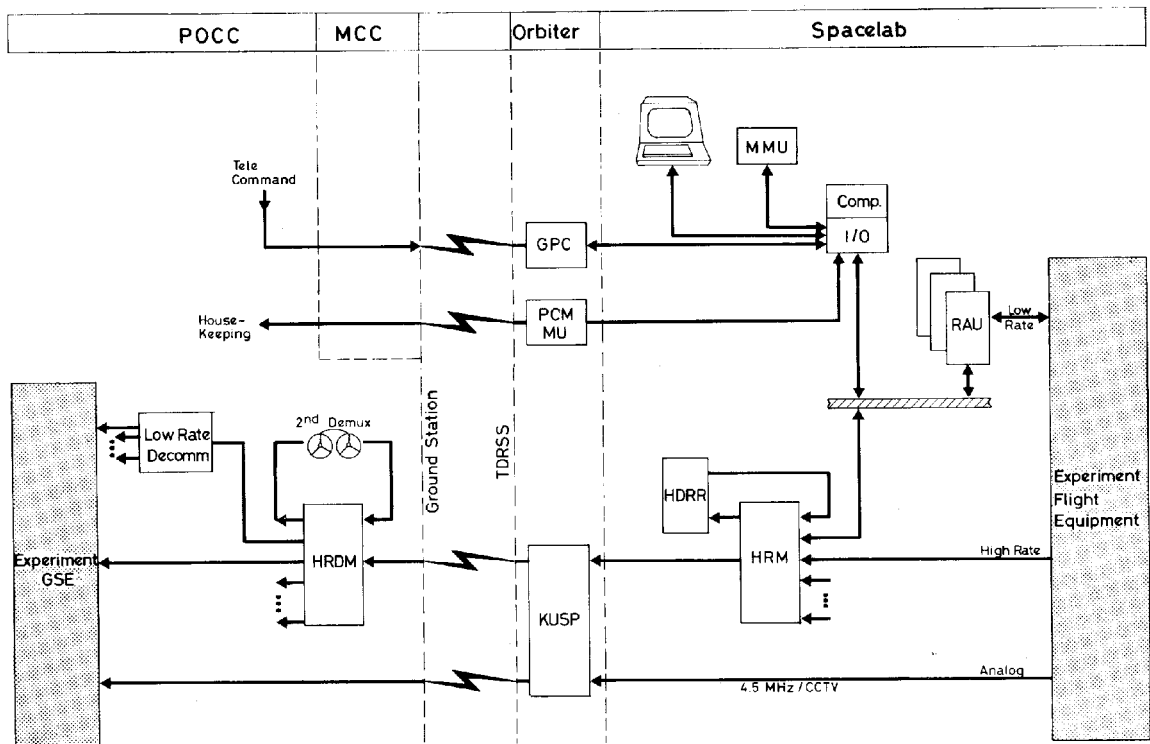 POCC
MCC
Orbiter
Spacelab
Tele
Command
MMU
Comp.
I/O
GPC
House-
Keeping
PCM
MU
RAU
Low
Rate
2nd Demux
Low Rate
Decomm
Ground Station
TDRSS
HDRR
Experiment
Flight
Equipment
Experiment
GSE
HRDM
HRM
High Rate
KUSP
Analog
4.5 MHz / CCTV